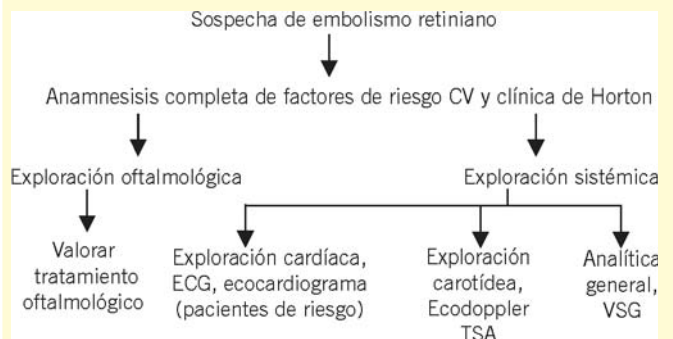 Sospecha de embolismo retiniano
Anamnesisis completa de factores de riesgo CV y clínica de Horton
Exploración oftalmológica
Exploración sistémica
Valorar
tratamiento
oftalmológico
Exploración cardíaca,
ECG, ecocardiograma
(pacientes de riesgo)
Exploración
carotídea,
Ecodoppler
TSA
Analítica
general,
VSG